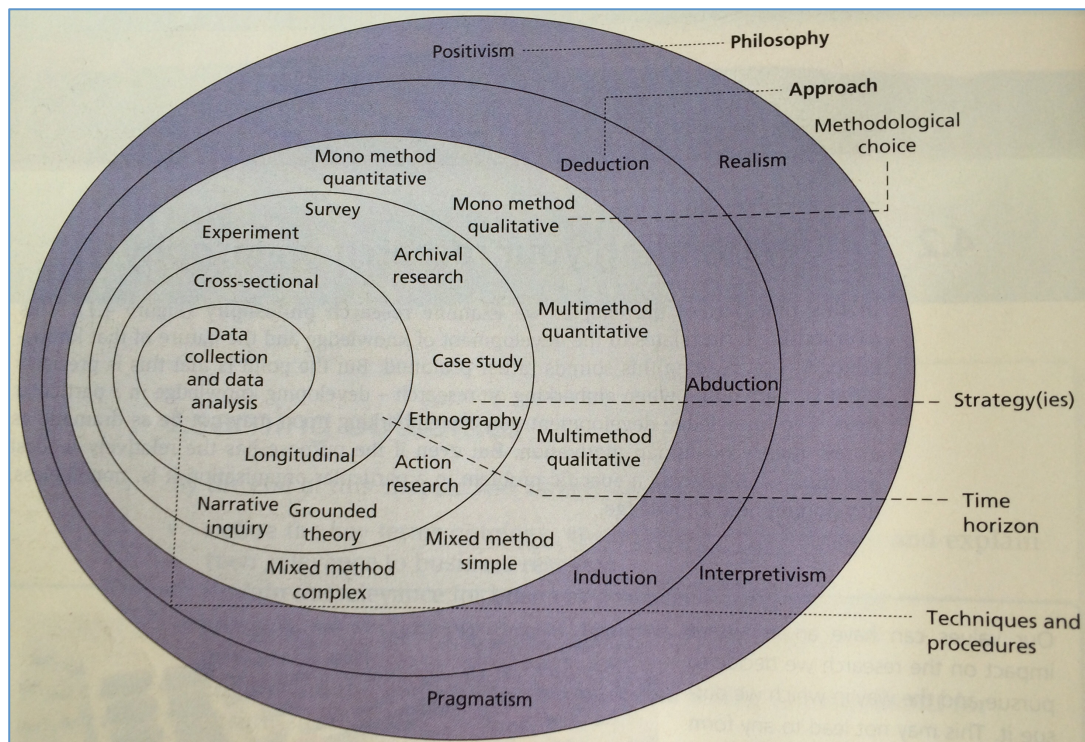 Positivism
Philosophy
Approach
Methodological
choice
Mono method
quantitative
Deduction
Realism
Survey
Mono method
qualitative
Experiment
Archival
research
Cross-sectional
Multimethod
quantitative
Data
collection
and data
analysis
Case study
Abduction
Strategy(ies)
Ethnography
Multimethod
qualitative
Longitudinal
Action
research
Time
horizon
Narrative
inquiry
Grounded
theory
Mixed method
simple
Mixed method
complex
Induction
Interpretivism
Techniques and
procedures
Pragmatism